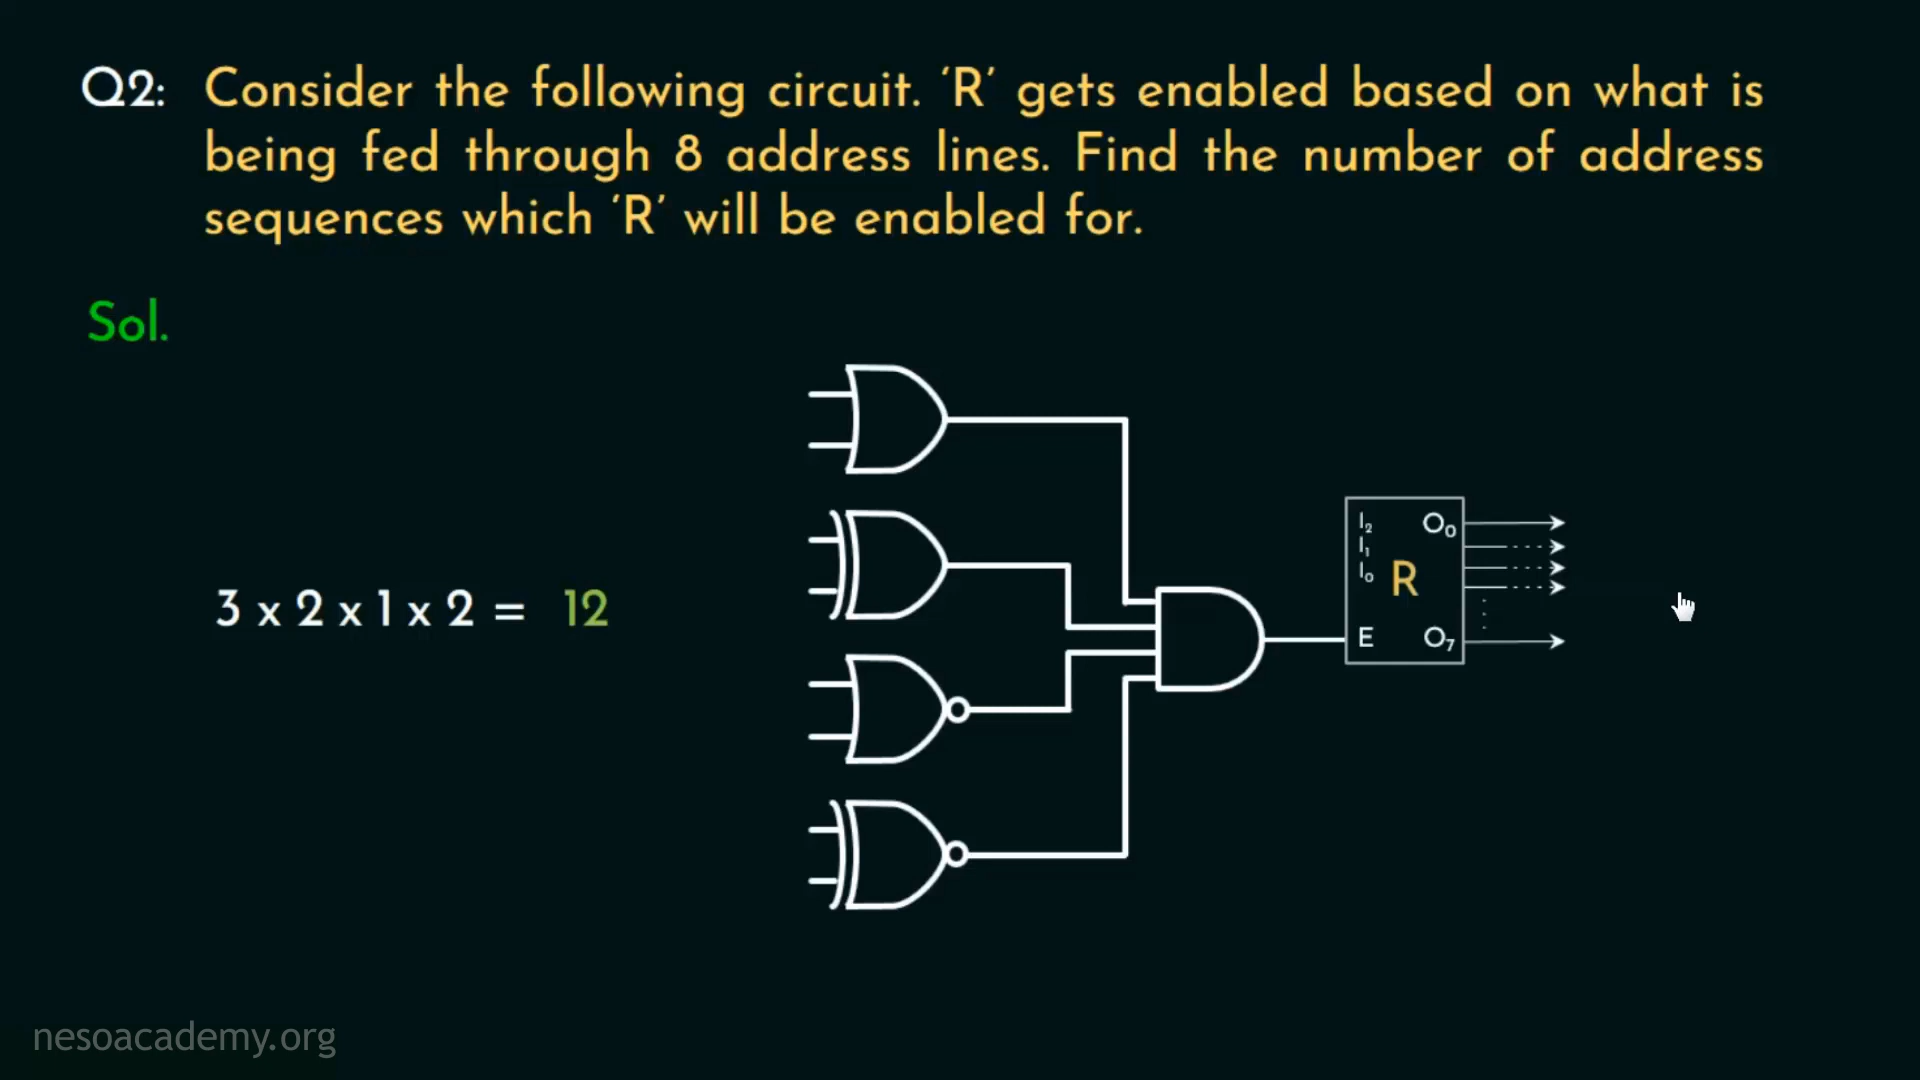 Q2: Consider the following circuit. ‘R’ gets enabled based on what is
being fed through 8 address lines. Find the number of address
sequences which ‘R’ will be enabled for.
Sol.
3 x 2 x 1 x 2 = 12
I₂ O₀
I₁
I₀ R
E O₇
nesoacademy.org